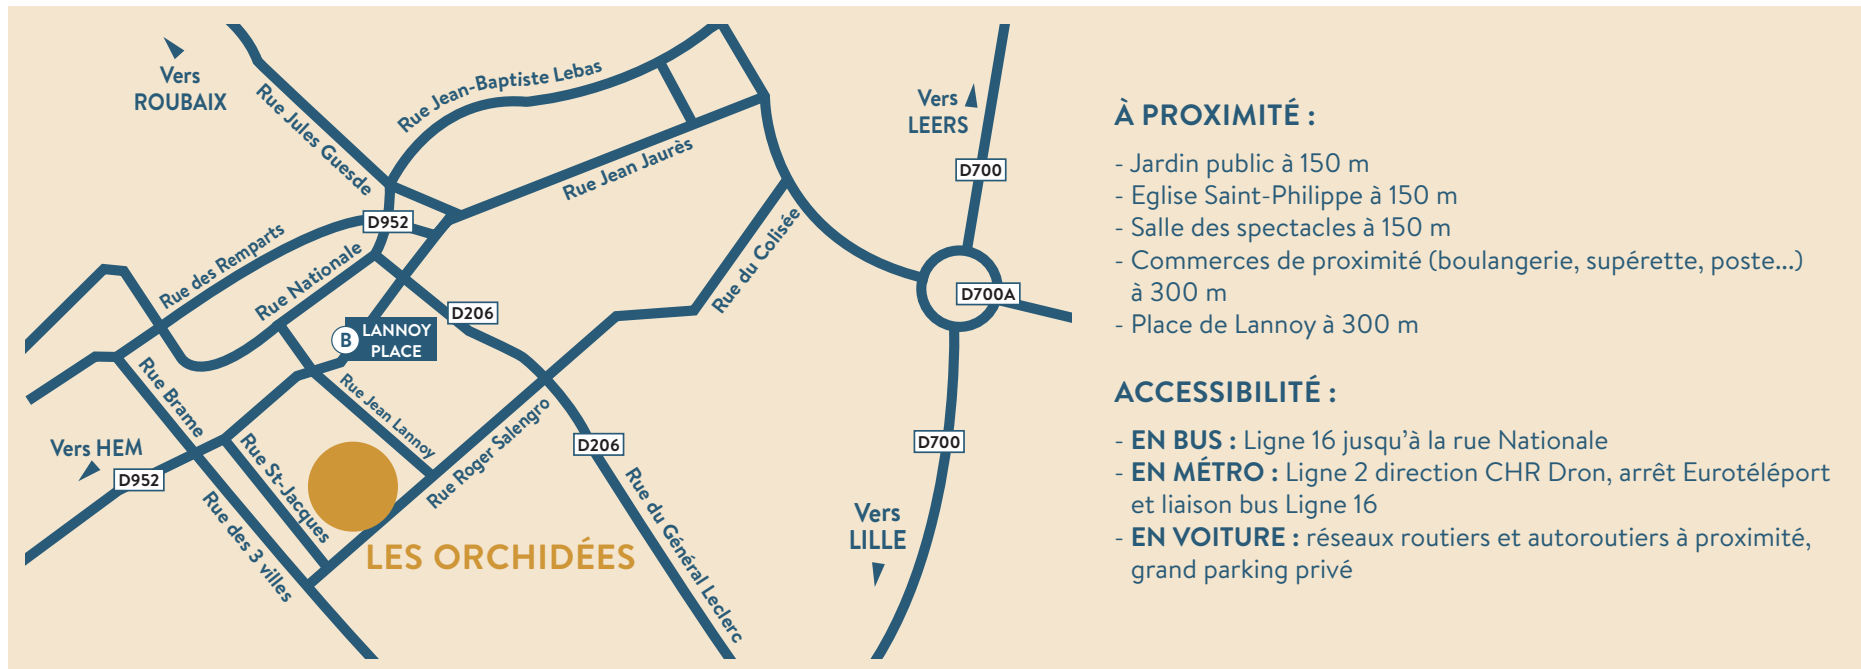 Vers
ROUBAIX
Rue Jules Guesde
Rue Jean-Baptiste Lebas
Rue Jean Jaurès
Vers
LEERS
D700
D952
Rue des Remparts
Rue Nationale
Rue du Colisée
D700A
D206
B
LANNOY
PLACE
Rue Brame
Rue Jean Lannoy
Rue Roger Salengro
Vers HEM
D952
Rue St-Jacques
Rue des 3 villes
D206
D700
Rue du Général Leclerc
Vers
LILLE
LES ORCHIDÉES
À PROXIMITÉ :
- Jardin public à 150 m
- Eglise Saint-Philippe à 150 m
- Salle des spectacles à 150 m
- Commerces de proximité (boulangerie, supérette, poste...)
à 300 m
- Place de Lannoy à 300 m
ACCESSIBILITÉ :
- EN BUS : Ligne 16 jusqu'à la rue Nationale
- EN MÉTRO : Ligne 2 direction CHR Dron, arrêt Eurotéléport
et liaison bus Ligne 16
- EN VOITURE : réseaux routiers et autoroutiers à proximité,
grand parking privé